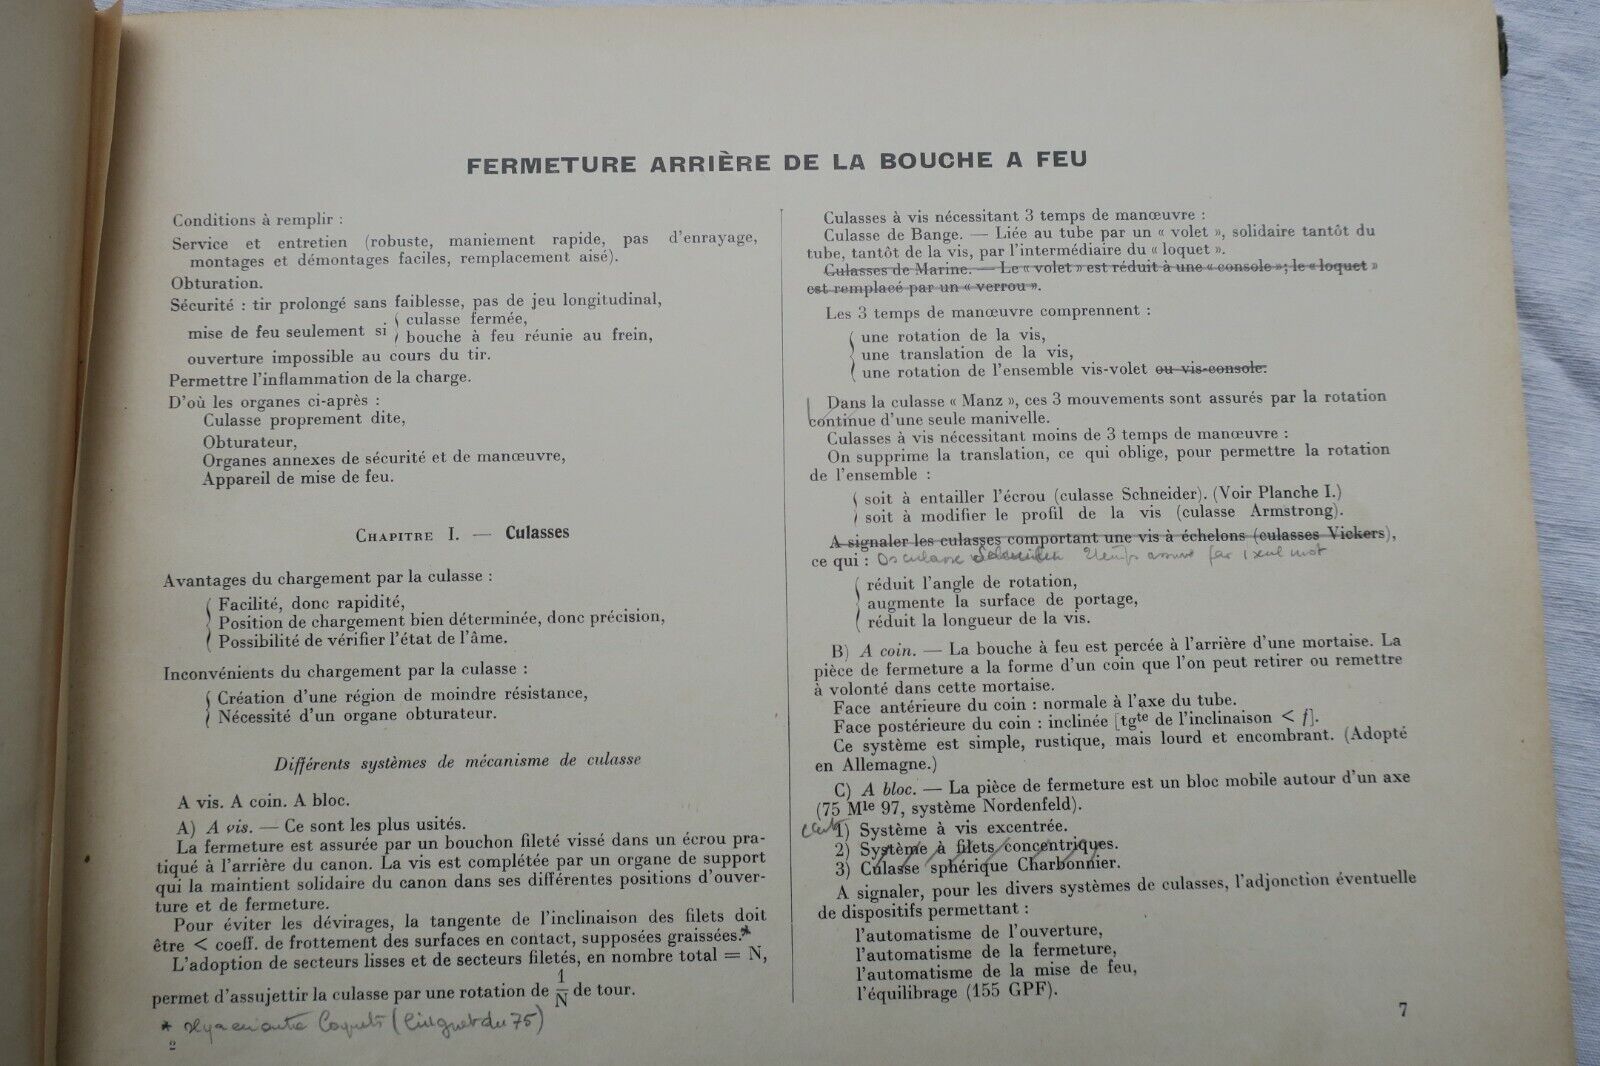 FERMETURE ARRIÈRE DE LA BOUCHE A FEU
Conditions à remplir :
Service et entretien (robuste, maniement rapide, pas d'enrayage,
montages et démontages faciles, remplacement aisé).
Obturation.
Sécurité : tir prolongé sans faiblesse, pas de jeu longitudinal,
mise de feu seulement si { culasse fermée,
bouche à feu réunie au frein,
ouverture impossible au cours du tir.
Permettre l'inflammation de la charge.
D'où les organes ci-après :
Culasse proprement dite,
Obturateur,
Organes annexes de sécurité et de manœuvre,
Appareil de mise de feu.
CHAPITRE I. — Culasses
Avantages du chargement par la culasse :
Facilité, donc rapidité,
Position de chargement bien déterminée, donc précision,
Possibilité de vérifier l'état de l'âme.
Inconvénients du chargement par la culasse :
Création d'une région de moindre résistance,
Nécessité d'un organe obturateur.
Différents systèmes de mécanisme de culasse
A vis. A coin. A bloc.
A) A vis. — Ce sont les plus usités.
La fermeture est assurée par un bouchon fileté vissé dans un écrou pra-
tiqué à l'arrière du canon. La vis est complétée par un organe de support
qui la maintient solidaire du canon dans ses différentes positions d'ouver-
ture et de fermeture.
Pour éviter les dévirages, la tangente de l'inclinaison des filets doit
être < coeff. de frottement des surfaces en contact, supposées graissées.*
L'adoption de secteurs lisses et de secteurs filetés, en nombre total = N,
permet d'assujettir la culasse par une rotation de 1/N de tour.
* Il y a en outre (Linguet du 75)
2
Culasses à vis nécessitant 3 temps de manœuvre :
Culasse de Bange. — Liée au tube par un « volet », solidaire tantôt du
tube, tantôt de la vis, par l'intermédiaire du « loquet ».
Culasses de Marine. — Le « volet » est réduit à une « console »; le « loquet »
est remplacé par un « verrou ».
Les 3 temps de manœuvre comprennent :
une rotation de la vis,
une translation de la vis,
une rotation de l'ensemble vis-volet ou vis-console.
Dans la culasse « Manz », ces 3 mouvements sont assurés par la rotation
continue d'une seule manivelle.
Culasses à vis nécessitant moins de 3 temps de manœuvre :
On supprime la translation, ce qui oblige, pour permettre la rotation
de l'ensemble :
soit à entailler l'écrou (culasse Schneider). (Voir Planche I.)
soit à modifier le profil de la vis (culasse Armstrong).
A signaler les culasses comportant une vis à échelons (culasses Vickers),
ce qui : culasse 2 temps assuré par 1 seul mvt
réduit l'angle de rotation,
augmente la surface de portage,
réduit la longueur de la vis.
B) A coin. — La bouche à feu est percée à l'arrière d'une mortaise. La
pièce de fermeture a la forme d'un coin que l'on peut retirer ou remettre
à volonté dans cette mortaise.
Face antérieure du coin : normale à l'axe du tube.
Face postérieure du coin : inclinée [tgte de l'inclinaison < f].
Ce système est simple, rustique, mais lourd et encombrant. (Adopté
en Allemagne.)
C) A bloc. — La pièce de fermeture est un bloc mobile autour d'un axe
(75 Mle 97, système Nordenfeld).
1) Système à vis excentrée.
2) Système à filets concentriques.
3) Culasse sphérique Charbonnier.
A signaler, pour les divers systèmes de culasses, l'adjonction éventuelle
de dispositifs permettant :
l'automatisme de l'ouverture,
l'automatisme de la fermeture,
l'automatisme de la mise de feu,
l'équilibrage (155 GPF).
7